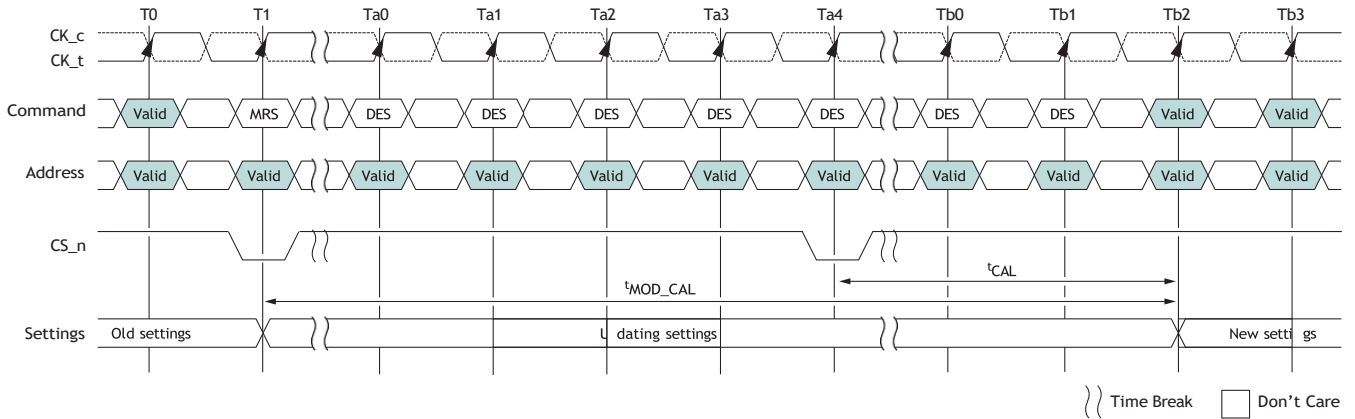 T0 T1 Ta0 Ta1 Ta2 Ta3 Ta4 Tb0 Tb1 Tb2 Tb3
CK_c
CK_t
Command Valid MRS DES DES DES DES DES DES DES Valid Valid
Address Valid Valid Valid Valid Valid Valid Valid Valid Valid Valid Valid
CS_n
tCAL
tMOD_CAL
Settings Old settings U dating settings New setti gs
Time Break Don't Care